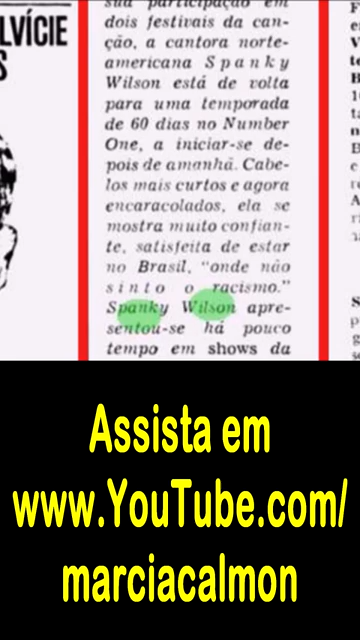 LVÍCIE
S
sua participação em
dois festivais da can-
ção, a cantora norte-
americana Spanky
Wilson está de volta
para uma temporada
de 60 dias no Number
One, a iniciar-se de-
pois de amanhã. Cabe-
los mais curtos e agora
encaracolados, ela se
mostra muito confian-
te, satisfeita de estar
no Brasil, “onde não
sinto o racismo.”
Spanky Wilson apre-
sentou-se há pouco
tempo em shows da
Assista em
www.YouTube.com/
marciacalmon